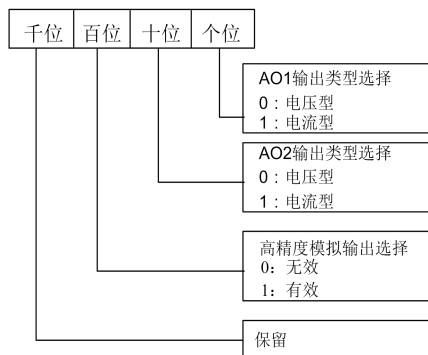 千位 百位 十位 个位
AO1输出类型选择
0：电压型
1：电流型
AO2输出类型选择
0：电压型
1：电流型
高精度模拟输出选择
0：无效
1：有效
保留